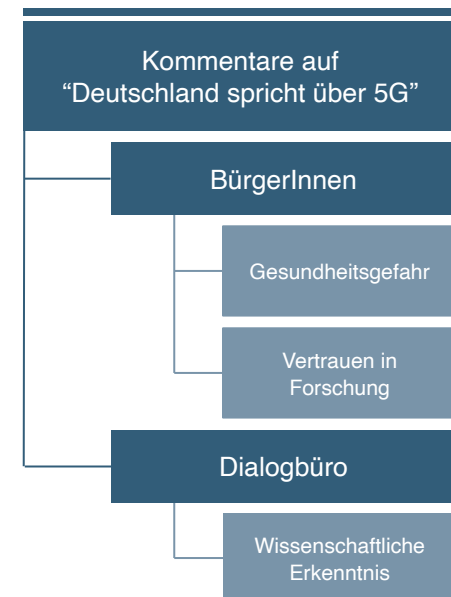 Kommentare auf
“Deutschland spricht über 5G”
BürgerInnen
Gesundheitsgefahr
Vertrauen in
Forschung
Dialogbüro
Wissenschaftliche
Erkenntnis